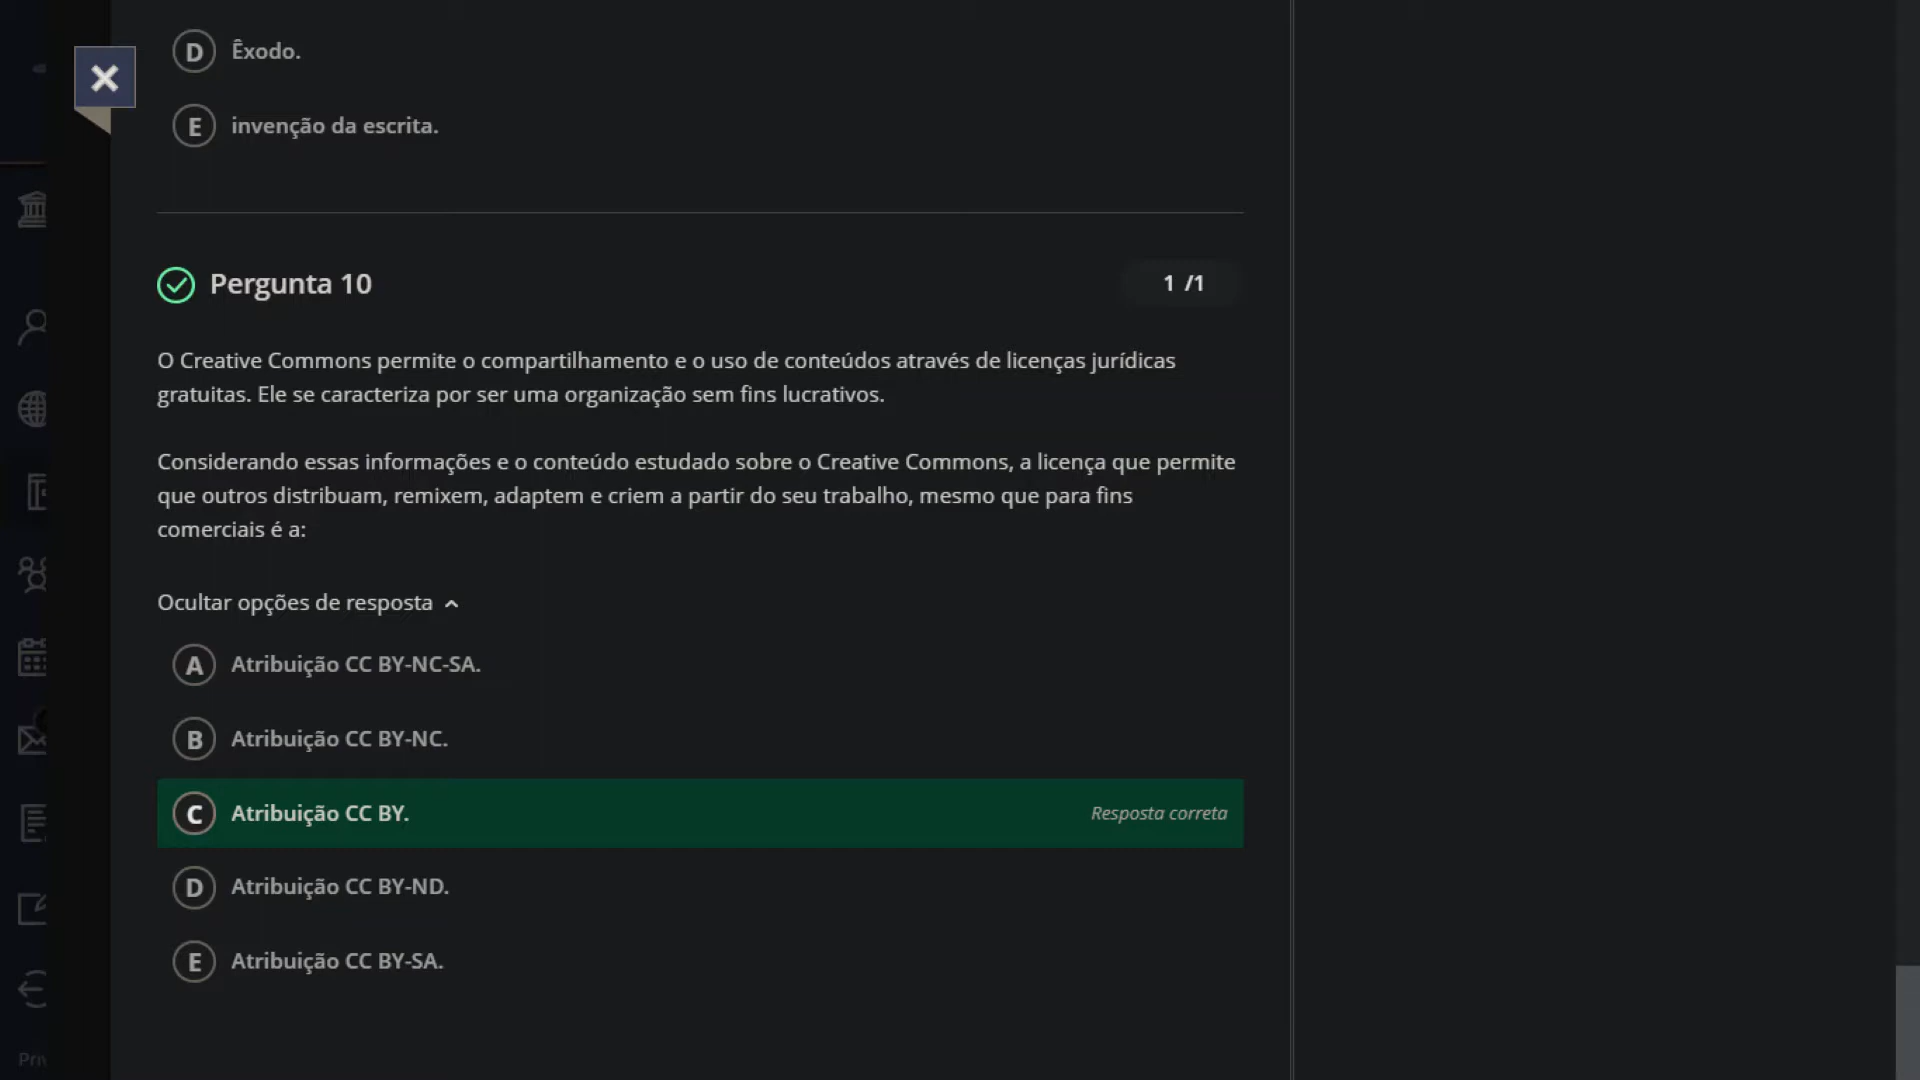 D Êxodo.
E invenção da escrita.
Pergunta 10
1 /1
O Creative Commons permite o compartilhamento e o uso de conteúdos através de licenças jurídicas
gratuitas. Ele se caracteriza por ser uma organização sem fins lucrativos.
Considerando essas informações e o conteúdo estudado sobre o Creative Commons, a licença que permite
que outros distribuam, remixem, adaptem e criem a partir do seu trabalho, mesmo que para fins
comerciais é a:
Ocultar opções de resposta
A Atribuição CC BY-NC-SA.
B Atribuição CC BY-NC.
C Atribuição CC BY.
Resposta correta
D Atribuição CC BY-ND.
E Atribuição CC BY-SA.